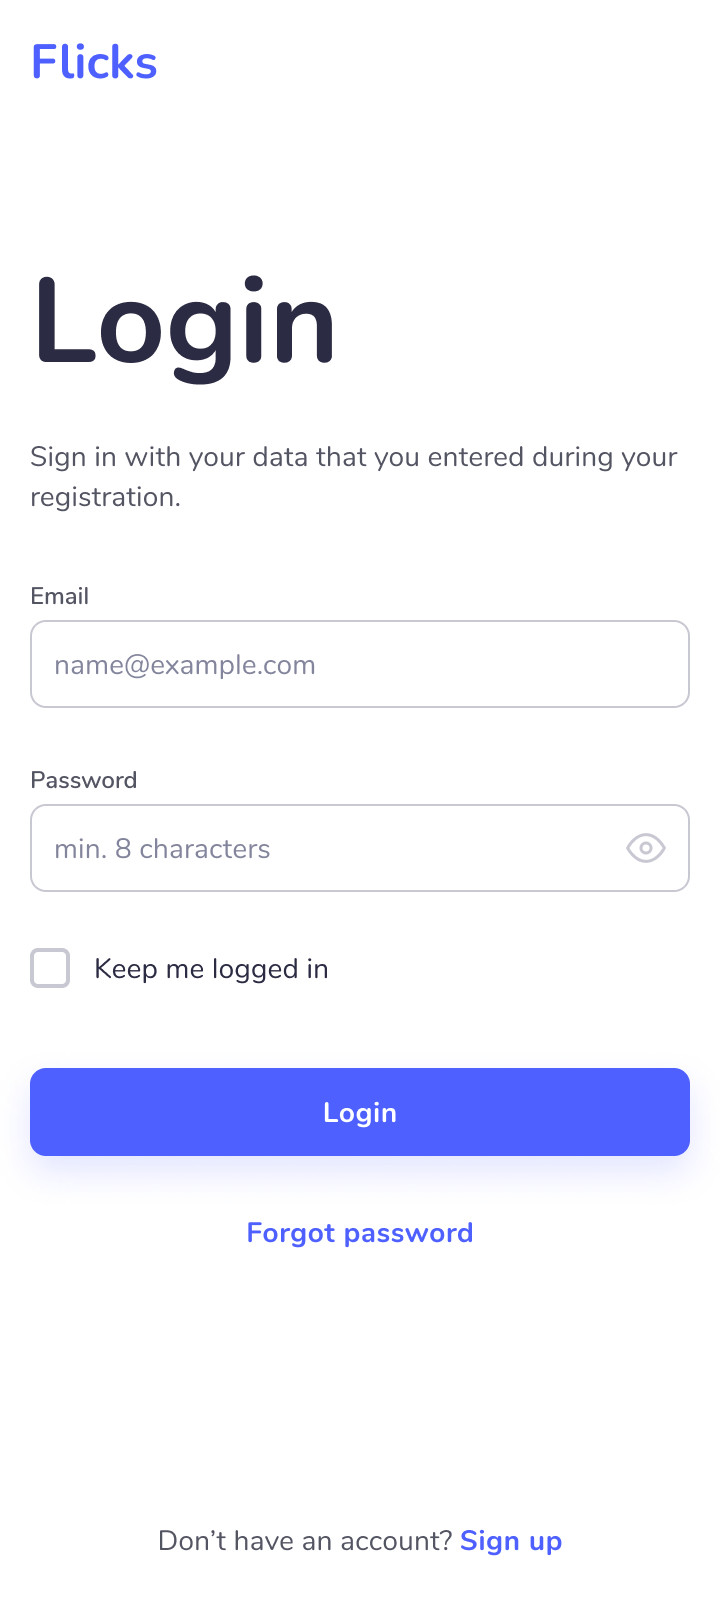 Flicks
Login
Sign in with your data that you entered during your
registration.
Email
name@example.com
Password
min. 8 characters
Keep me logged in
Login
Forgot password
Don’t have an account? Sign up